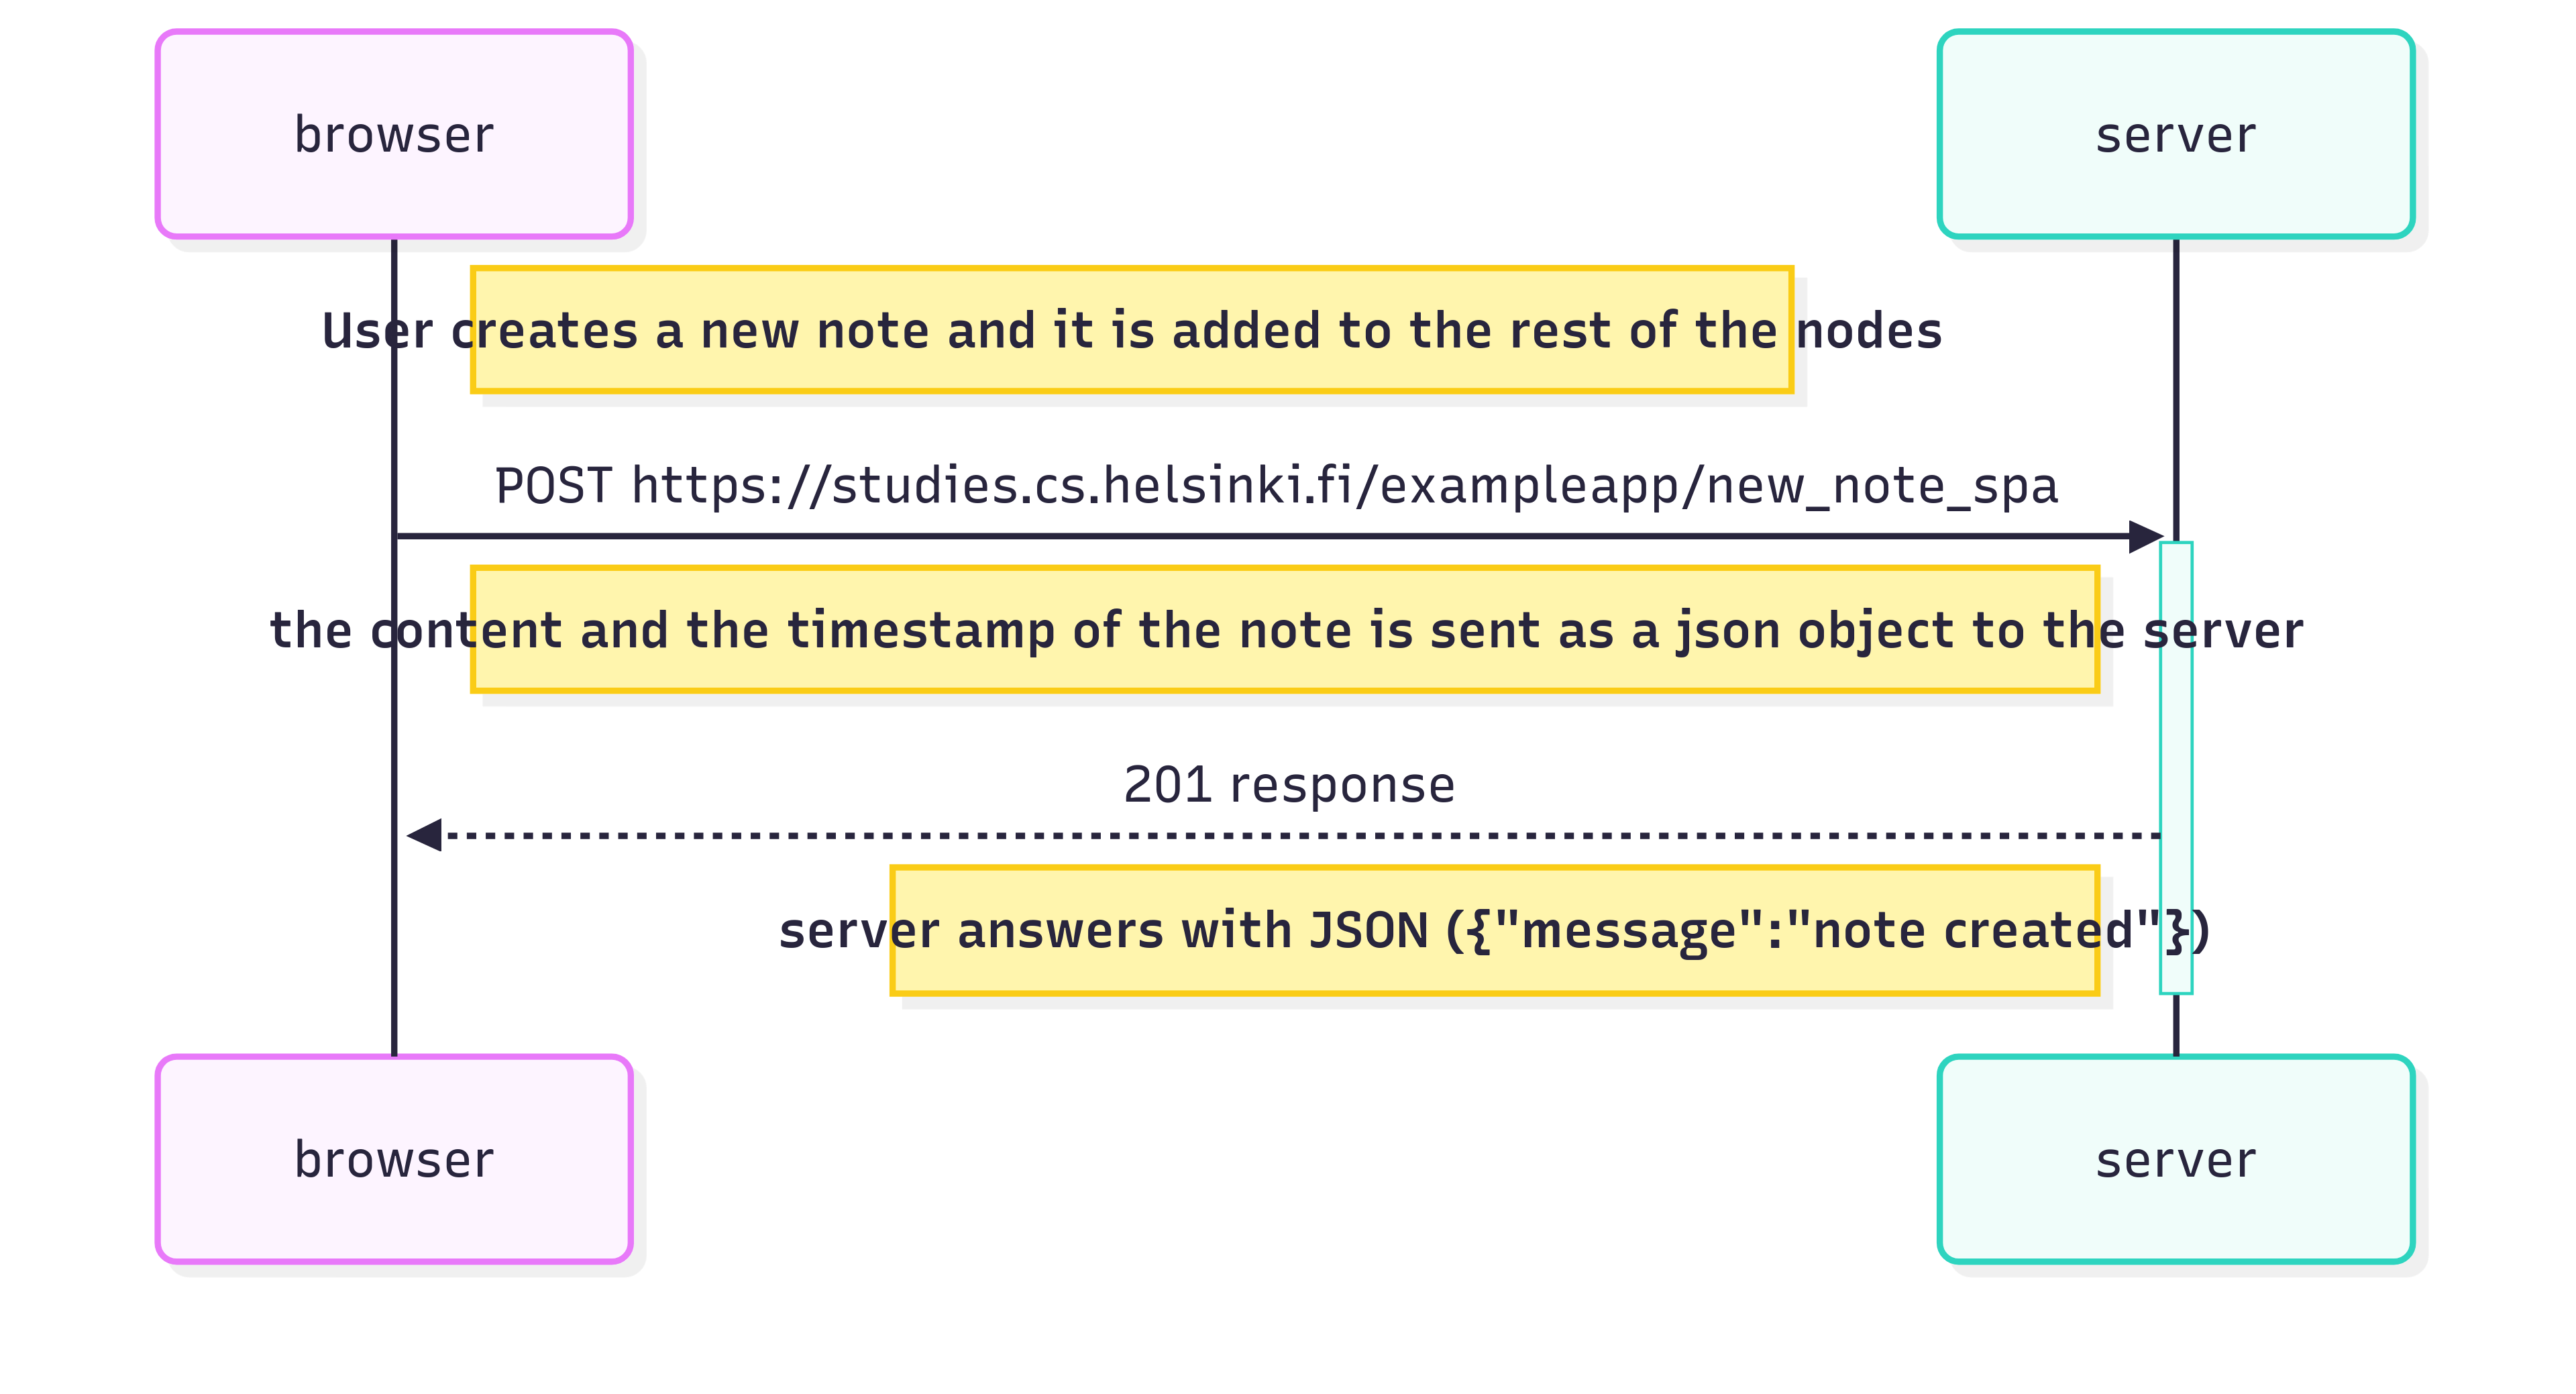 browser
server
User creates a new note and it is added to the rest of the nodes
POST https://studies.cs.helsinki.fi/exampleapp/new_note_spa
the content and the timestamp of the note is sent as a json object to the server
201 response
server answers with JSON ({"message":"note created"})
browser
server